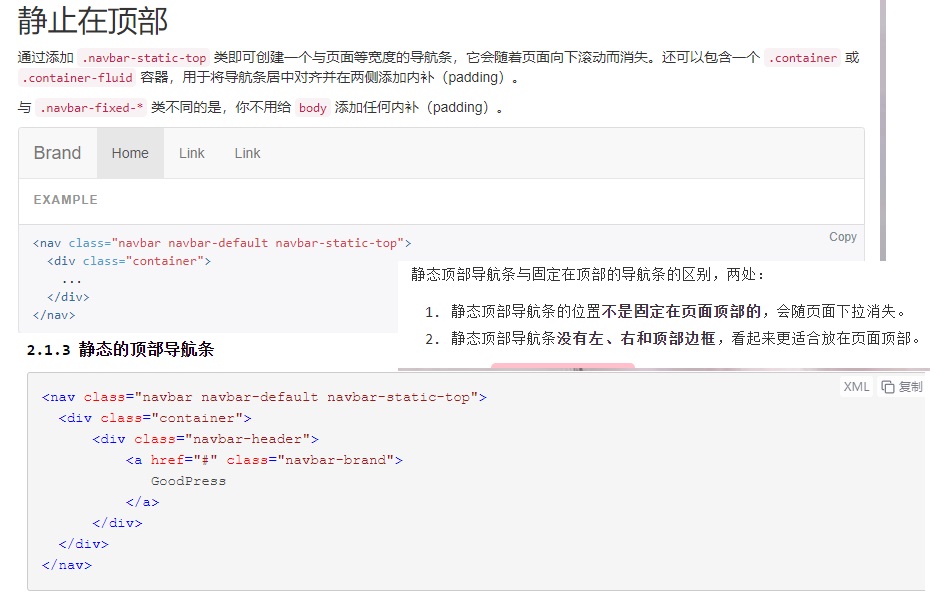 静止在顶部
通过添加 .navbar-static-top 类即可创建一个与页面等宽度的导航条，它会随着页面向下滚动而消失。还可以包含一个 .container 或
.container-fluid 容器，用于将导航条居中对齐并在两侧添加内补（padding）。
与 .navbar-fixed-* 类不同的是，你不用给 body 添加任何内补（padding）。
Brand Home Link Link
EXAMPLE
Copy
<nav class="navbar navbar-default navbar-static-top">
<div class="container">
...
</div>
</nav>
静态顶部导航条与固定在顶部的导航条的区别，两处：
1. 静态顶部导航条的位置不是固定在页面顶部的，会随页面下拉消失。
2. 静态顶部导航条没有左、右和顶部边框，看起来更适合放在页面顶部。
2.1.3 静态的顶部导航条
XML 复制
<nav class="navbar navbar-default navbar-static-top">
<div class="container">
<div class="navbar-header">
<a href="#" class="navbar-brand">
GoodPress
</a>
</div>
</div>
</nav>